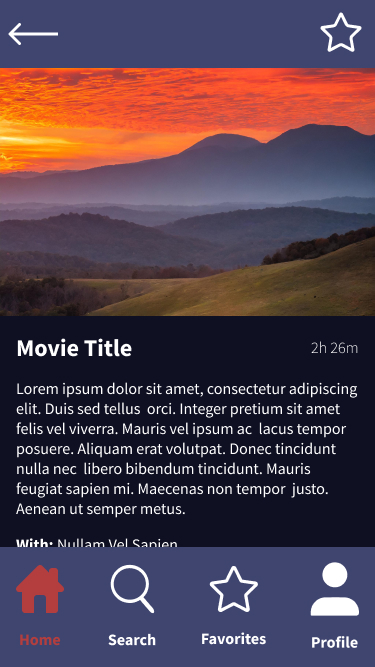 Movie Title
2h 26m
Lorem ipsum dolor sit amet, consectetur adipiscing
elit. Duis sed tellus orci. Integer pretium sit amet
felis vel viverra. Mauris vel ipsum ac lacus tempor
posuere. Aliquam erat volutpat. Donec tincidunt
nulla nec libero bibendum tincidunt. Mauris
feugiat sapien mi. Maecenas non tempor justo.
Aenean ut semper metus.
With: Nullam Vel Sapien
Home
Search
Favorites
Profile